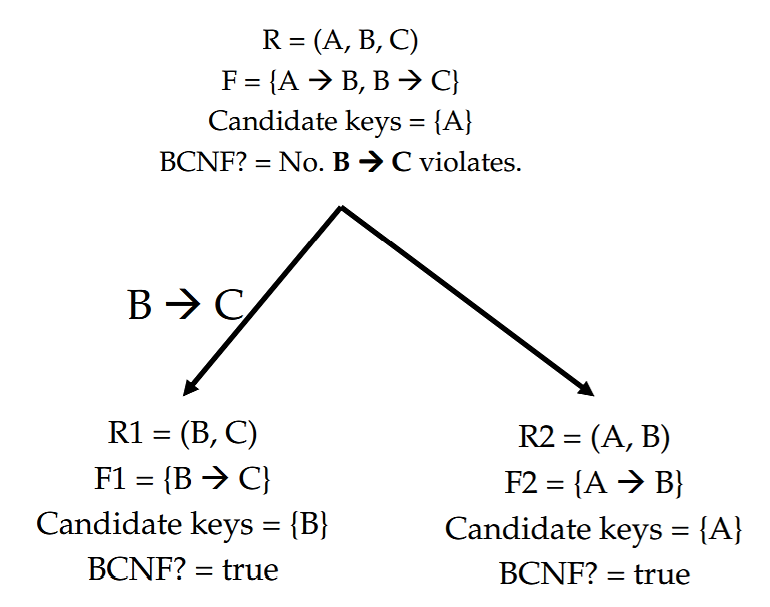 R = (A, B, C)
F = {A → B, B → C}
Candidate keys = {A}
BCNF? = No. B → C violates.
B → C
R1 = (B, C)
F1 = {B → C}
Candidate keys = {B}
BCNF? = true
R2 = (A, B)
F2 = {A → B}
Candidate keys = {A}
BCNF? = true